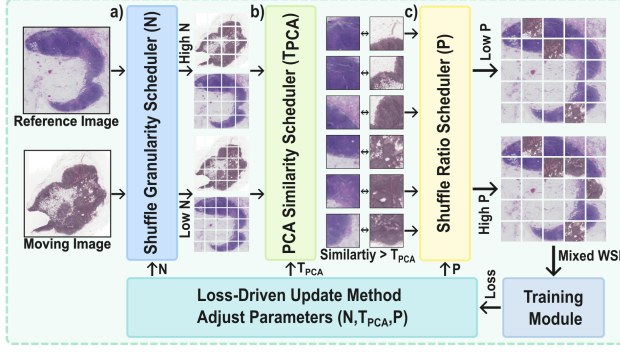 a)
b)
c)
Reference Image
Moving Image
Shuffle Granularity Scheduler (N)
High N
Low N
PCA Similarity Scheduler (TPCA)
Similartiy > TPCA
Shuffle Ratio Scheduler (P)
Low P
High P
Mixed WSI
N
TPCA
P
Loss-Driven Update Method
Adjust Parameters (N,TPCA,P)
Loss
Training
Module